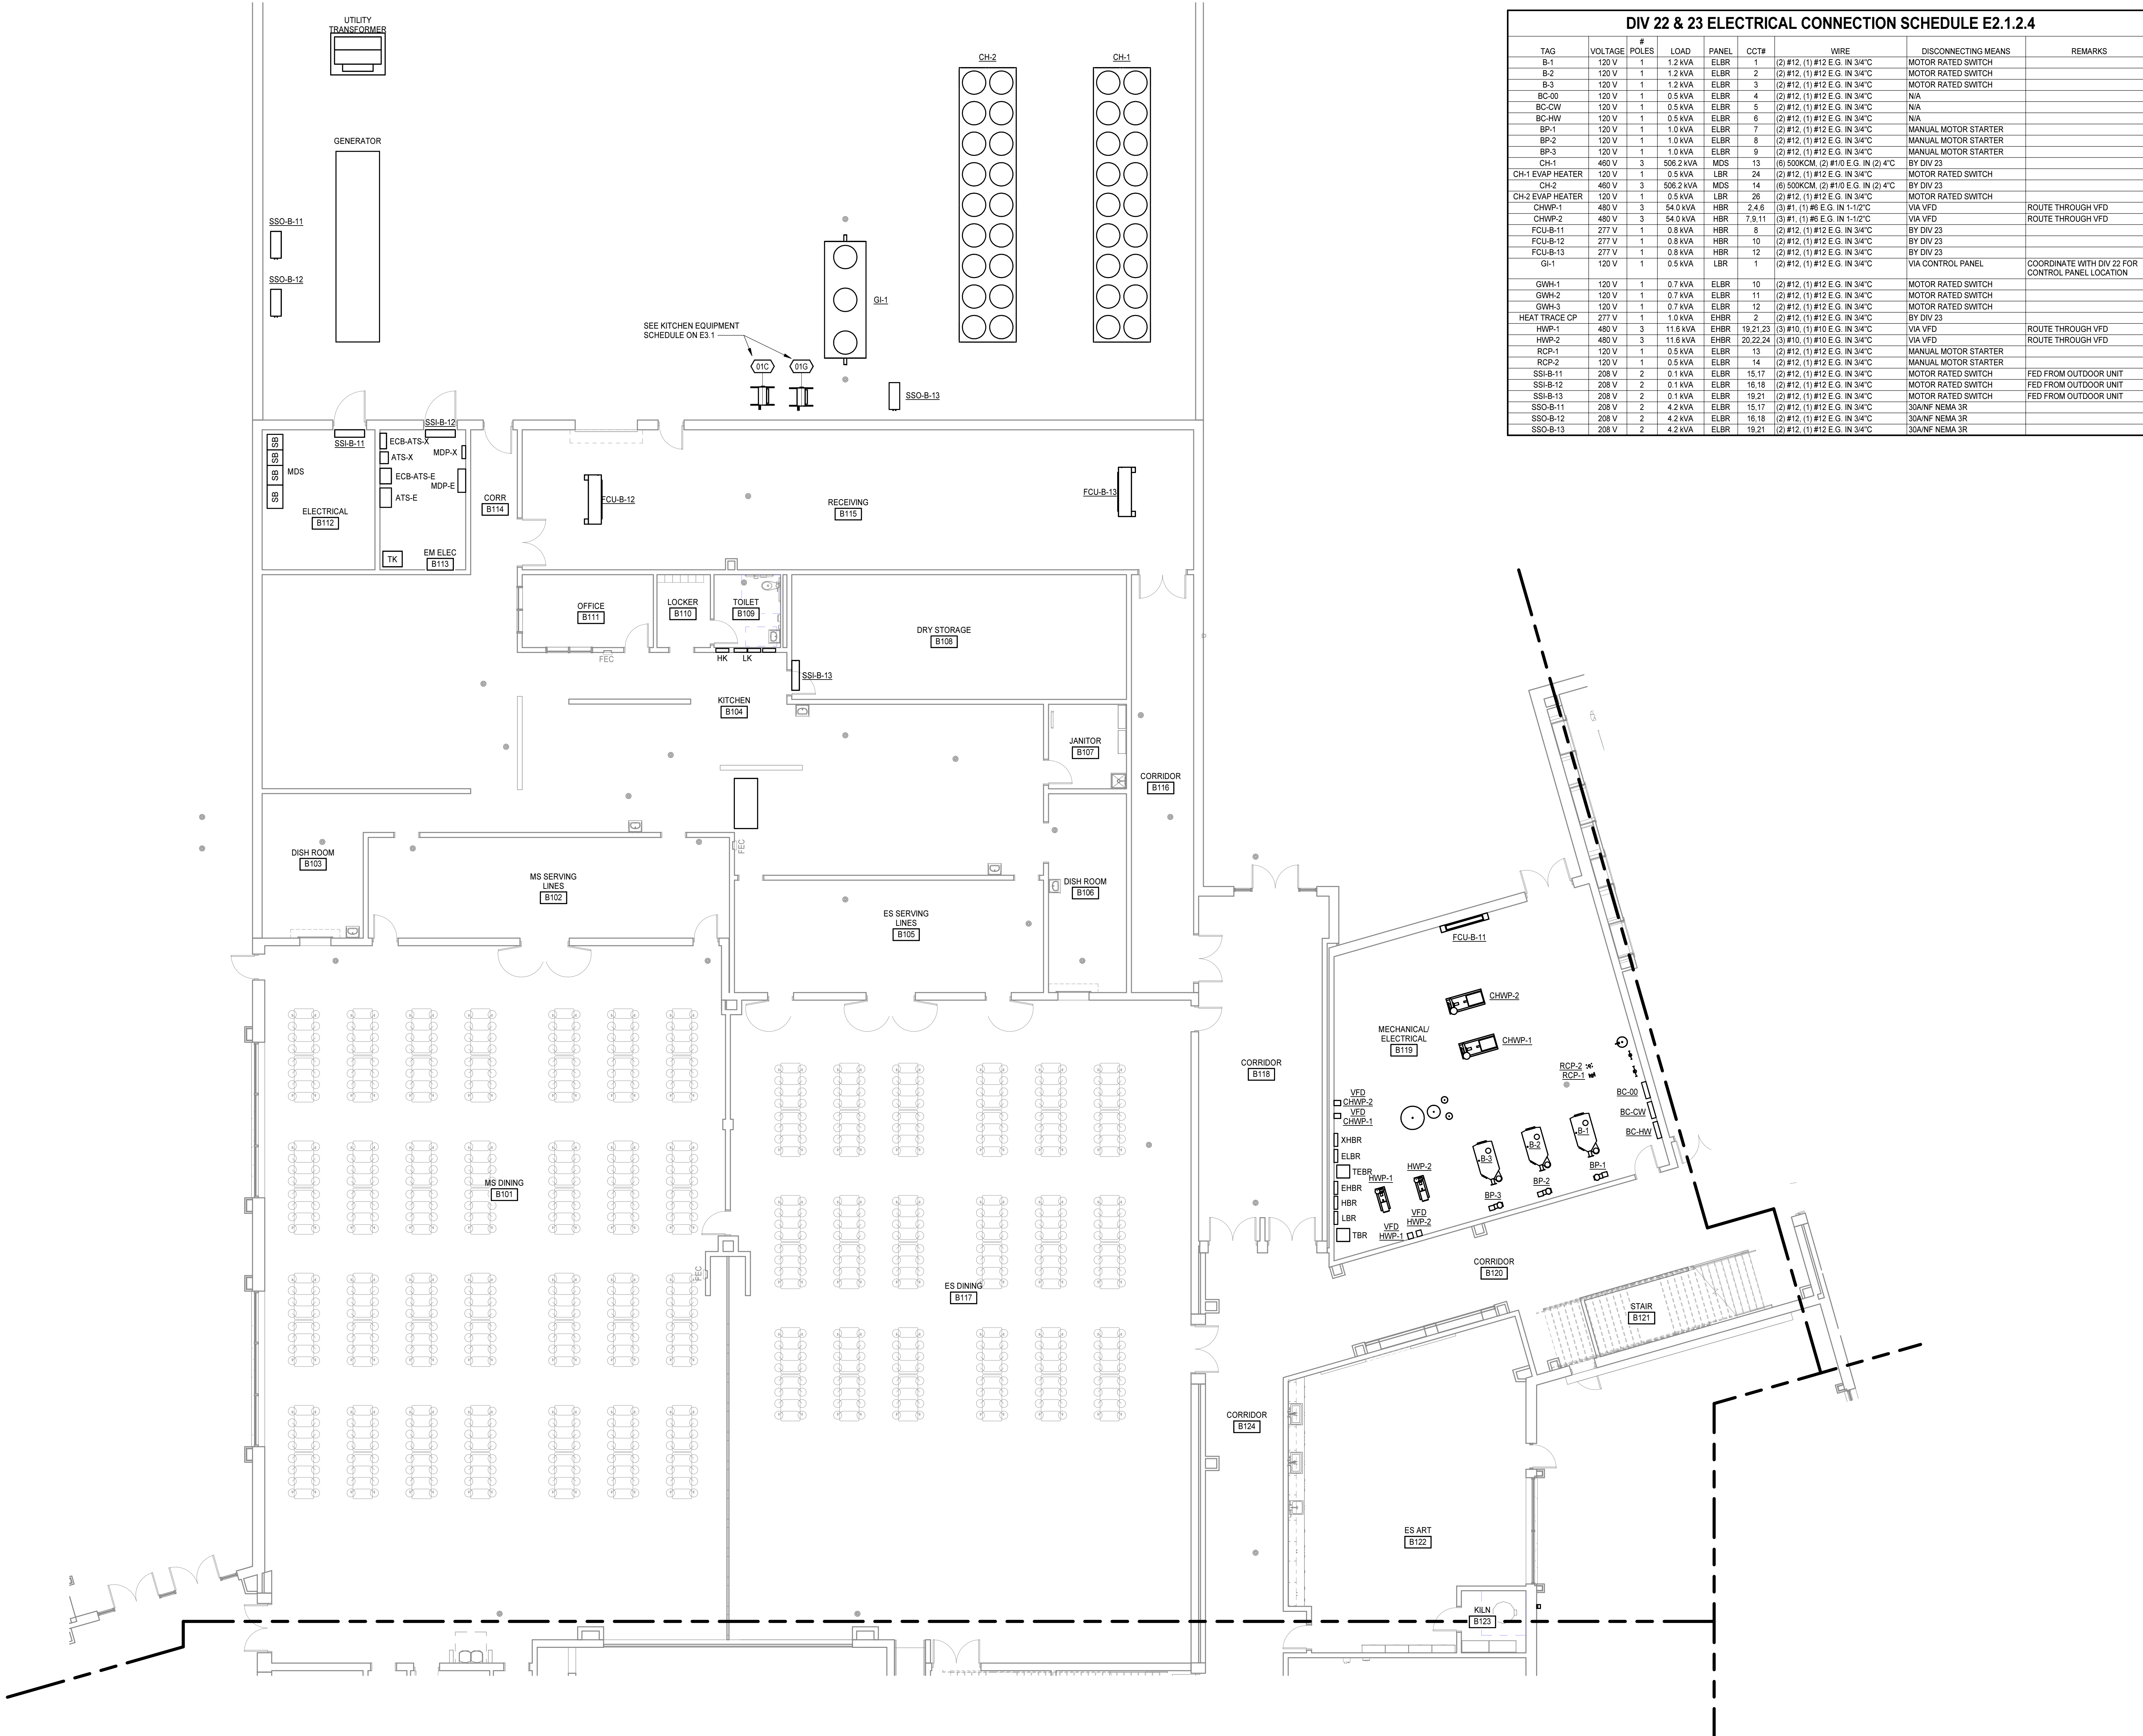 DIV 22 & 23 ELECTRICAL CONNECTION SCHEDULE E2.1.2.4
TAG VOLTAGE # POLES LOAD PANEL CCT# WIRE DISCONNECTING MEANS REMARKS
B-1 120 V 1 1.2 kVA ELBR 1 (2) #12, (1) #12 E.G. IN 3/4"C MOTOR RATED SWITCH
B-2 120 V 1 1.2 kVA ELBR 2 (2) #12, (1) #12 E.G. IN 3/4"C MOTOR RATED SWITCH
B-3 120 V 1 1.2 kVA ELBR 3 (2) #12, (1) #12 E.G. IN 3/4"C MOTOR RATED SWITCH
BC-00 120 V 1 0.5 kVA ELBR 4 (2) #12, (1) #12 E.G. IN 3/4"C N/A
BC-CW 120 V 1 0.5 kVA ELBR 5 (2) #12, (1) #12 E.G. IN 3/4"C N/A
BC-HW 120 V 1 0.5 kVA ELBR 6 (2) #12, (1) #12 E.G. IN 3/4"C N/A
BP-1 120 V 1 1.0 kVA ELBR 7 (2) #12, (1) #12 E.G. IN 3/4"C MANUAL MOTOR STARTER
BP-2 120 V 1 1.0 kVA ELBR 8 (2) #12, (1) #12 E.G. IN 3/4"C MANUAL MOTOR STARTER
BP-3 120 V 1 1.0 kVA ELBR 9 (2) #12, (1) #12 E.G. IN 3/4"C MANUAL MOTOR STARTER
CH-1 460 V 3 506.2 kVA MDS 13 (6) 500KCM, (2) #1/0 E.G. IN (2) 4"C BY DIV 23
CH-1 EVAP HEATER 120 V 1 0.5 kVA LBR 24 (2) #12, (1) #12 E.G. IN 3/4"C MOTOR RATED SWITCH
CH-2 460 V 3 506.2 kVA MDS 14 (6) 500KCM, (2) #1/0 E.G. IN (2) 4"C BY DIV 23
CH-2 EVAP HEATER 120 V 1 0.5 kVA LBR 26 (2) #12, (1) #12 E.G. IN 3/4"C MOTOR RATED SWITCH
CHWP-1 480 V 3 54.0 kVA HBR 2,4,6 (3) #1, (1) #6 E.G. IN 1-1/2"C VIA VFD ROUTE THROUGH VFD
CHWP-2 480 V 3 54.0 kVA HBR 7,9,11 (3) #1, (1) #6 E.G. IN 1-1/2"C VIA VFD ROUTE THROUGH VFD
FCU-B-11 277 V 1 0.8 kVA HBR 8 (2) #12, (1) #12 E.G. IN 3/4"C BY DIV 23
FCU-B-12 277 V 1 0.8 kVA HBR 10 (2) #12, (1) #12 E.G. IN 3/4"C BY DIV 23
FCU-B-13 277 V 1 0.8 kVA HBR 12 (2) #12, (1) #12 E.G. IN 3/4"C BY DIV 23
GI-1 120 V 1 0.5 kVA LBR 1 (2) #12, (1) #12 E.G. IN 3/4"C VIA CONTROL PANEL COORDINATE WITH DIV 22 FOR
CONTROL PANEL LOCATION
GWH-1 120 V 1 0.7 kVA ELBR 10 (2) #12, (1) #12 E.G. IN 3/4"C MOTOR RATED SWITCH
GWH-2 120 V 1 0.7 kVA ELBR 11 (2) #12, (1) #12 E.G. IN 3/4"C MOTOR RATED SWITCH
GWH-3 120 V 1 0.7 kVA ELBR 12 (2) #12, (1) #12 E.G. IN 3/4"C MOTOR RATED SWITCH
HEAT TRACE CP 277 V 1 1.0 kVA EHBR 2 (2) #12, (1) #12 E.G. IN 3/4"C BY DIV 23
HWP-1 480 V 3 11.6 kVA EHBR 19,21,23 (3) #10, (1) #10 E.G. IN 3/4"C VIA VFD ROUTE THROUGH VFD
HWP-2 480 V 3 11.6 kVA EHBR 20,22,24 (3) #10, (1) #10 E.G. IN 3/4"C VIA VFD ROUTE THROUGH VFD
RCP-1 120 V 1 0.5 kVA ELBR 13 (2) #12, (1) #12 E.G. IN 3/4"C MANUAL MOTOR STARTER
RCP-2 120 V 1 0.5 kVA ELBR 14 (2) #12, (1) #12 E.G. IN 3/4"C MANUAL MOTOR STARTER
SSI-B-11 208 V 2 0.1 kVA ELBR 15,17 (2) #12, (1) #12 E.G. IN 3/4"C MOTOR RATED SWITCH FED FROM OUTDOOR UNIT
SSI-B-12 208 V 2 0.1 kVA ELBR 16,18 (2) #12, (1) #12 E.G. IN 3/4"C MOTOR RATED SWITCH FED FROM OUTDOOR UNIT
SSI-B-13 208 V 2 0.1 kVA ELBR 19,21 (2) #12, (1) #12 E.G. IN 3/4"C MOTOR RATED SWITCH FED FROM OUTDOOR UNIT
SSO-B-11 208 V 2 4.2 kVA ELBR 15,17 (2) #12, (1) #12 E.G. IN 3/4"C 30A/NF NEMA 3R
SSO-B-12 208 V 2 4.2 kVA ELBR 16,18 (2) #12, (1) #12 E.G. IN 3/4"C 30A/NF NEMA 3R
SSO-B-13 208 V 2 4.2 kVA ELBR 19,21 (2) #12, (1) #12 E.G. IN 3/4"C 30A/NF NEMA 3R
UTILITY
TRANSFORMER
CH-2
CH-1
GENERATOR
SSO-B-11
SSO-B-12
GI-1
SEE KITCHEN EQUIPMENT
SCHEDULE ON E3.1
01C
01G
SSO-B-13
SSI-B-11
SSI-B-12
SB
SB
SB
SB
MDS
ECB-ATS-X
ATS-X
ECB-ATS-E
ATS-E
MDP-X
MDP-E
ELECTRICAL
B112
TK
EM ELEC
B113
CORR
B114
FCU-B-12
RECEIVING
B115
FCU-B-13
OFFICE
B111
LOCKER
B110
TOILET
B109
DRY STORAGE
B108
FEC
HK
LK
SSI-B-13
KITCHEN
B104
JANITOR
B107
CORRIDOR
B116
DISH ROOM
B103
FEC
MS SERVING
LINES
B102
ES SERVING
LINES
B105
DISH ROOM
B106
FCU-B-11
CHWP-2
MECHANICAL/
ELECTRICAL
B119
CHWP-1
CORRIDOR
B118
RCP-2
RCP-1
VFD
CHWP-2
VFD
CHWP-1
BC-00
BC-CW
BC-HW
XHBR
ELBR
TEBR
EHBR
HBR
LBR
TBR
B-1
B-2
B-3
HWP-1
HWP-2
BP-1
BP-2
BP-3
VFD
HWP-1
VFD
HWP-2
MS DINING
B101
FEC
ES DINING
B117
CORRIDOR
B120
STAIR
B121
CORRIDOR
B124
ES ART
B122
KILN
B123